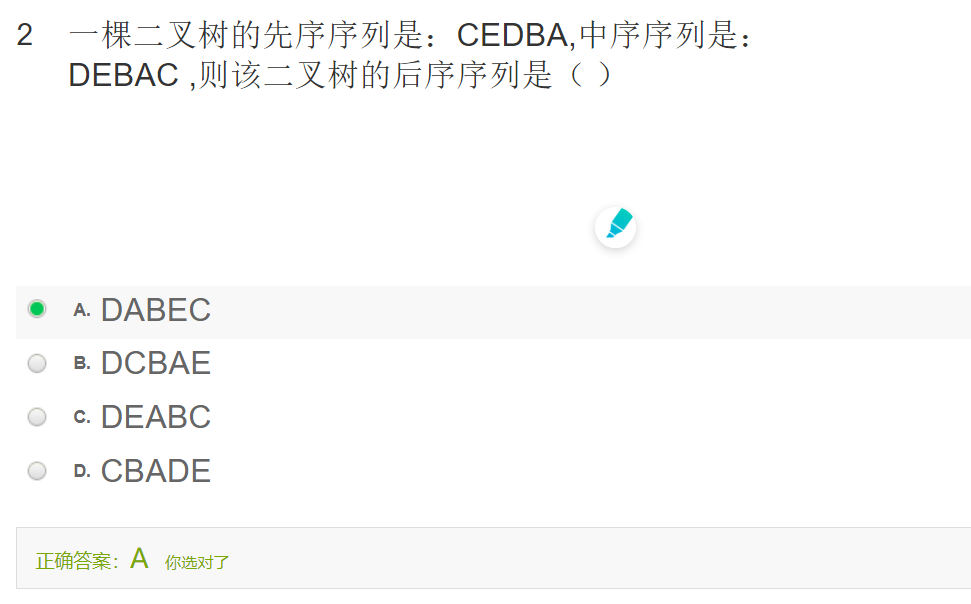 2 一棵二叉树的先序序列是：CEDBA,中序序列是：
DEBAC ,则该二叉树的后序序列是（ ）
A. DABEC
B. DCBAE
C. DEABC
D. CBADE
正确答案：A 你选对了